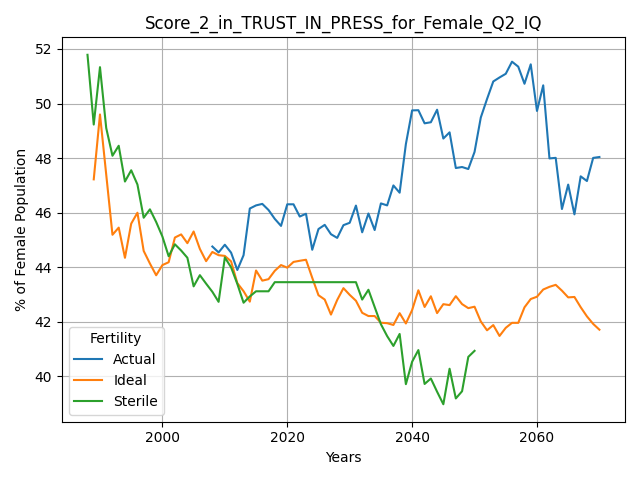 Score_2_in_TRUST_IN_PRESS_for_Female_Q2_IQ
% of Female Population
52
50
48
46
44
42
40
Fertility
Actual
Ideal
Sterile
2000
2020
2040
2060
Years